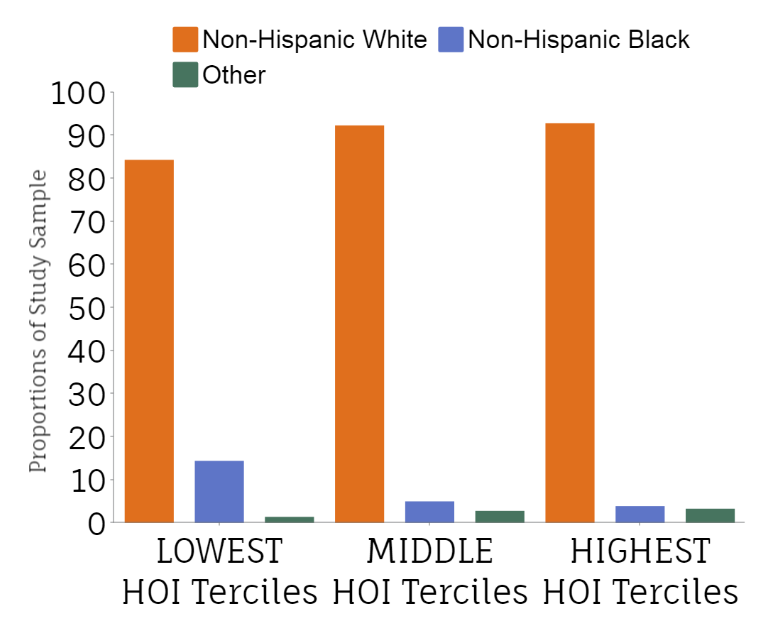 Non-Hispanic White Non-Hispanic Black
Other
Proportions of Study Sample
100
90
80
70
60
50
40
30
20
10
0
LOWEST MIDDLE HIGHEST
HOI Terciles HOI Terciles HOI Terciles